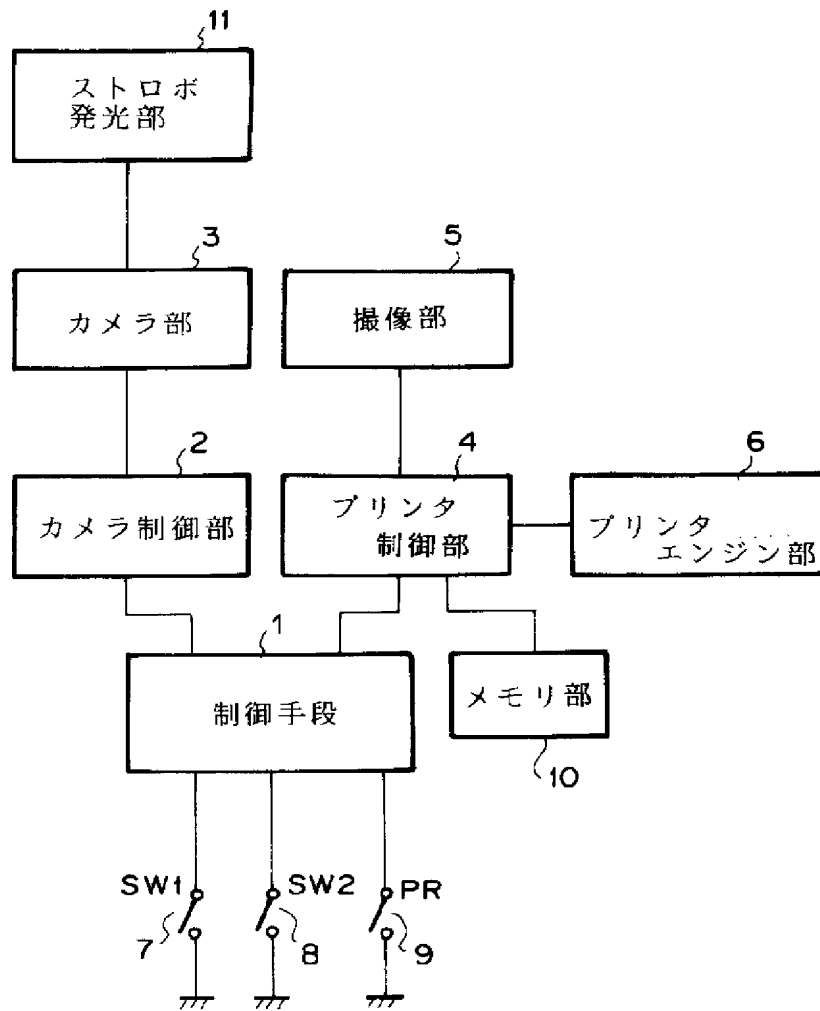 11
ストロボ
発光部
3
カメラ部
5
撮像部
2
カメラ制御部
4
プリンタ
制御部
6
プリンタ
エンジン部
1
制御手段
メモリ部
10
SW1
7
SW2
8
PR
9